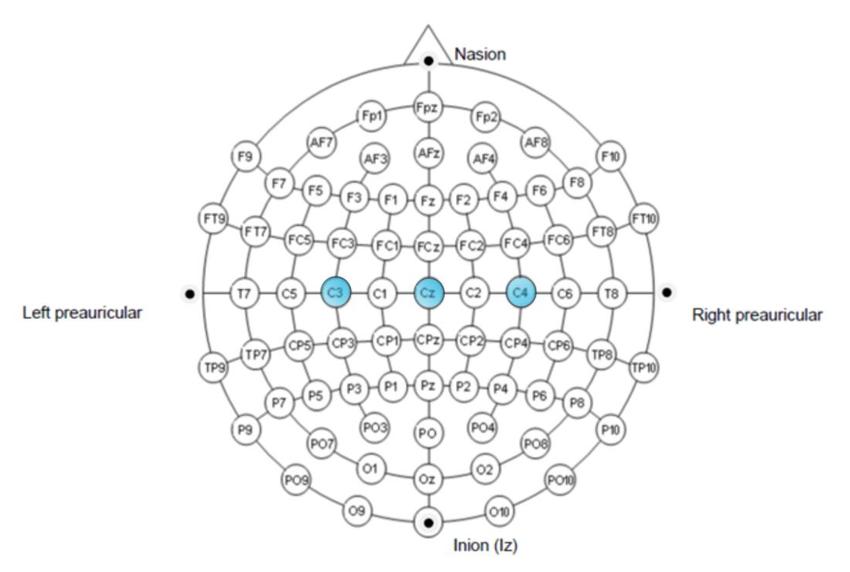 Nasion
Fp1 Fpz Fp2
AF7 AF3 AFz AF4 AF8
F9 F7 F5 F3 F1 Fz F2 F4 F6 F8 F10
FT9 FT7 FC5 FC3 FC1 FCz FC2 FC4 FC6 FT8 FT10
Left preauricular T7 C5 C3 C1 Cz C2 C4 C6 T8 Right preauricular
TP9 TP7 CP5 CP3 CP1 CPz CP2 CP4 CP6 TP8 TP10
P9 P7 P5 P3 P1 Pz P2 P4 P6 P8 P10
PO7 PO3 PO PO4 PO8
PO9 O1 Oz O2 PO10
O9 O10
Inion (Iz)